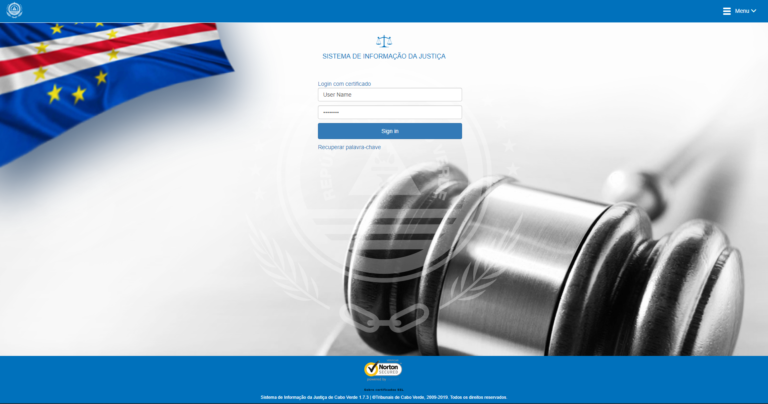 Menu
SISTEMA DE INFORMAÇÃO DA JUSTIÇA
Login com certificado
User Name
Sign in
Recuperar palavra-chave
Norton
SECURED
powered by
Sistema de Informação da Justiça de Cabo Verde 1.7.3 | ©Tribunais de Cabo Verde, 2009-2019. Todos os direitos reservados